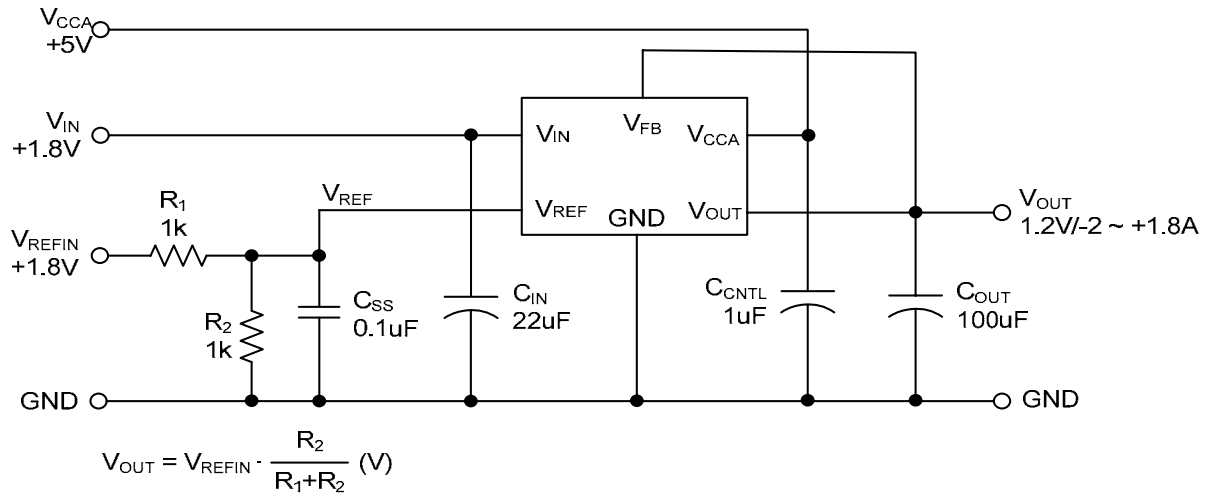 VCCA
+5V
VIN
+1.8V
VIN
VFB
VCCA
VREF
VREF
GND
VOUT
VOUT
1.2V/-2 ~ +1.8A
R1
1k
VREFIN
+1.8V
R2
1k
CSS
0.1uF
CIN
22uF
CCNTL
1uF
COUT
100uF
GND
GND
VOUT = VREFIN · R2 / R1+R2 (V)